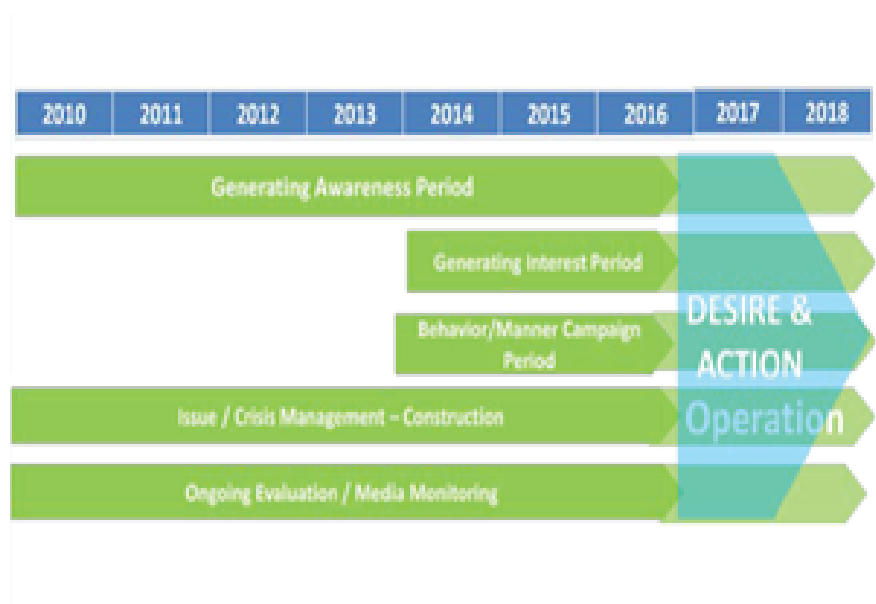 2010 2011 2012 2013 2014 2015 2016 2017 2018
Generating Awareness Period
Generating Interest Period
Behavior/Manner Campaign
Period
DESIRE &
ACTION
Operation
Issue / Crisis Management – Construction
Ongoing Evaluation / Media Monitoring